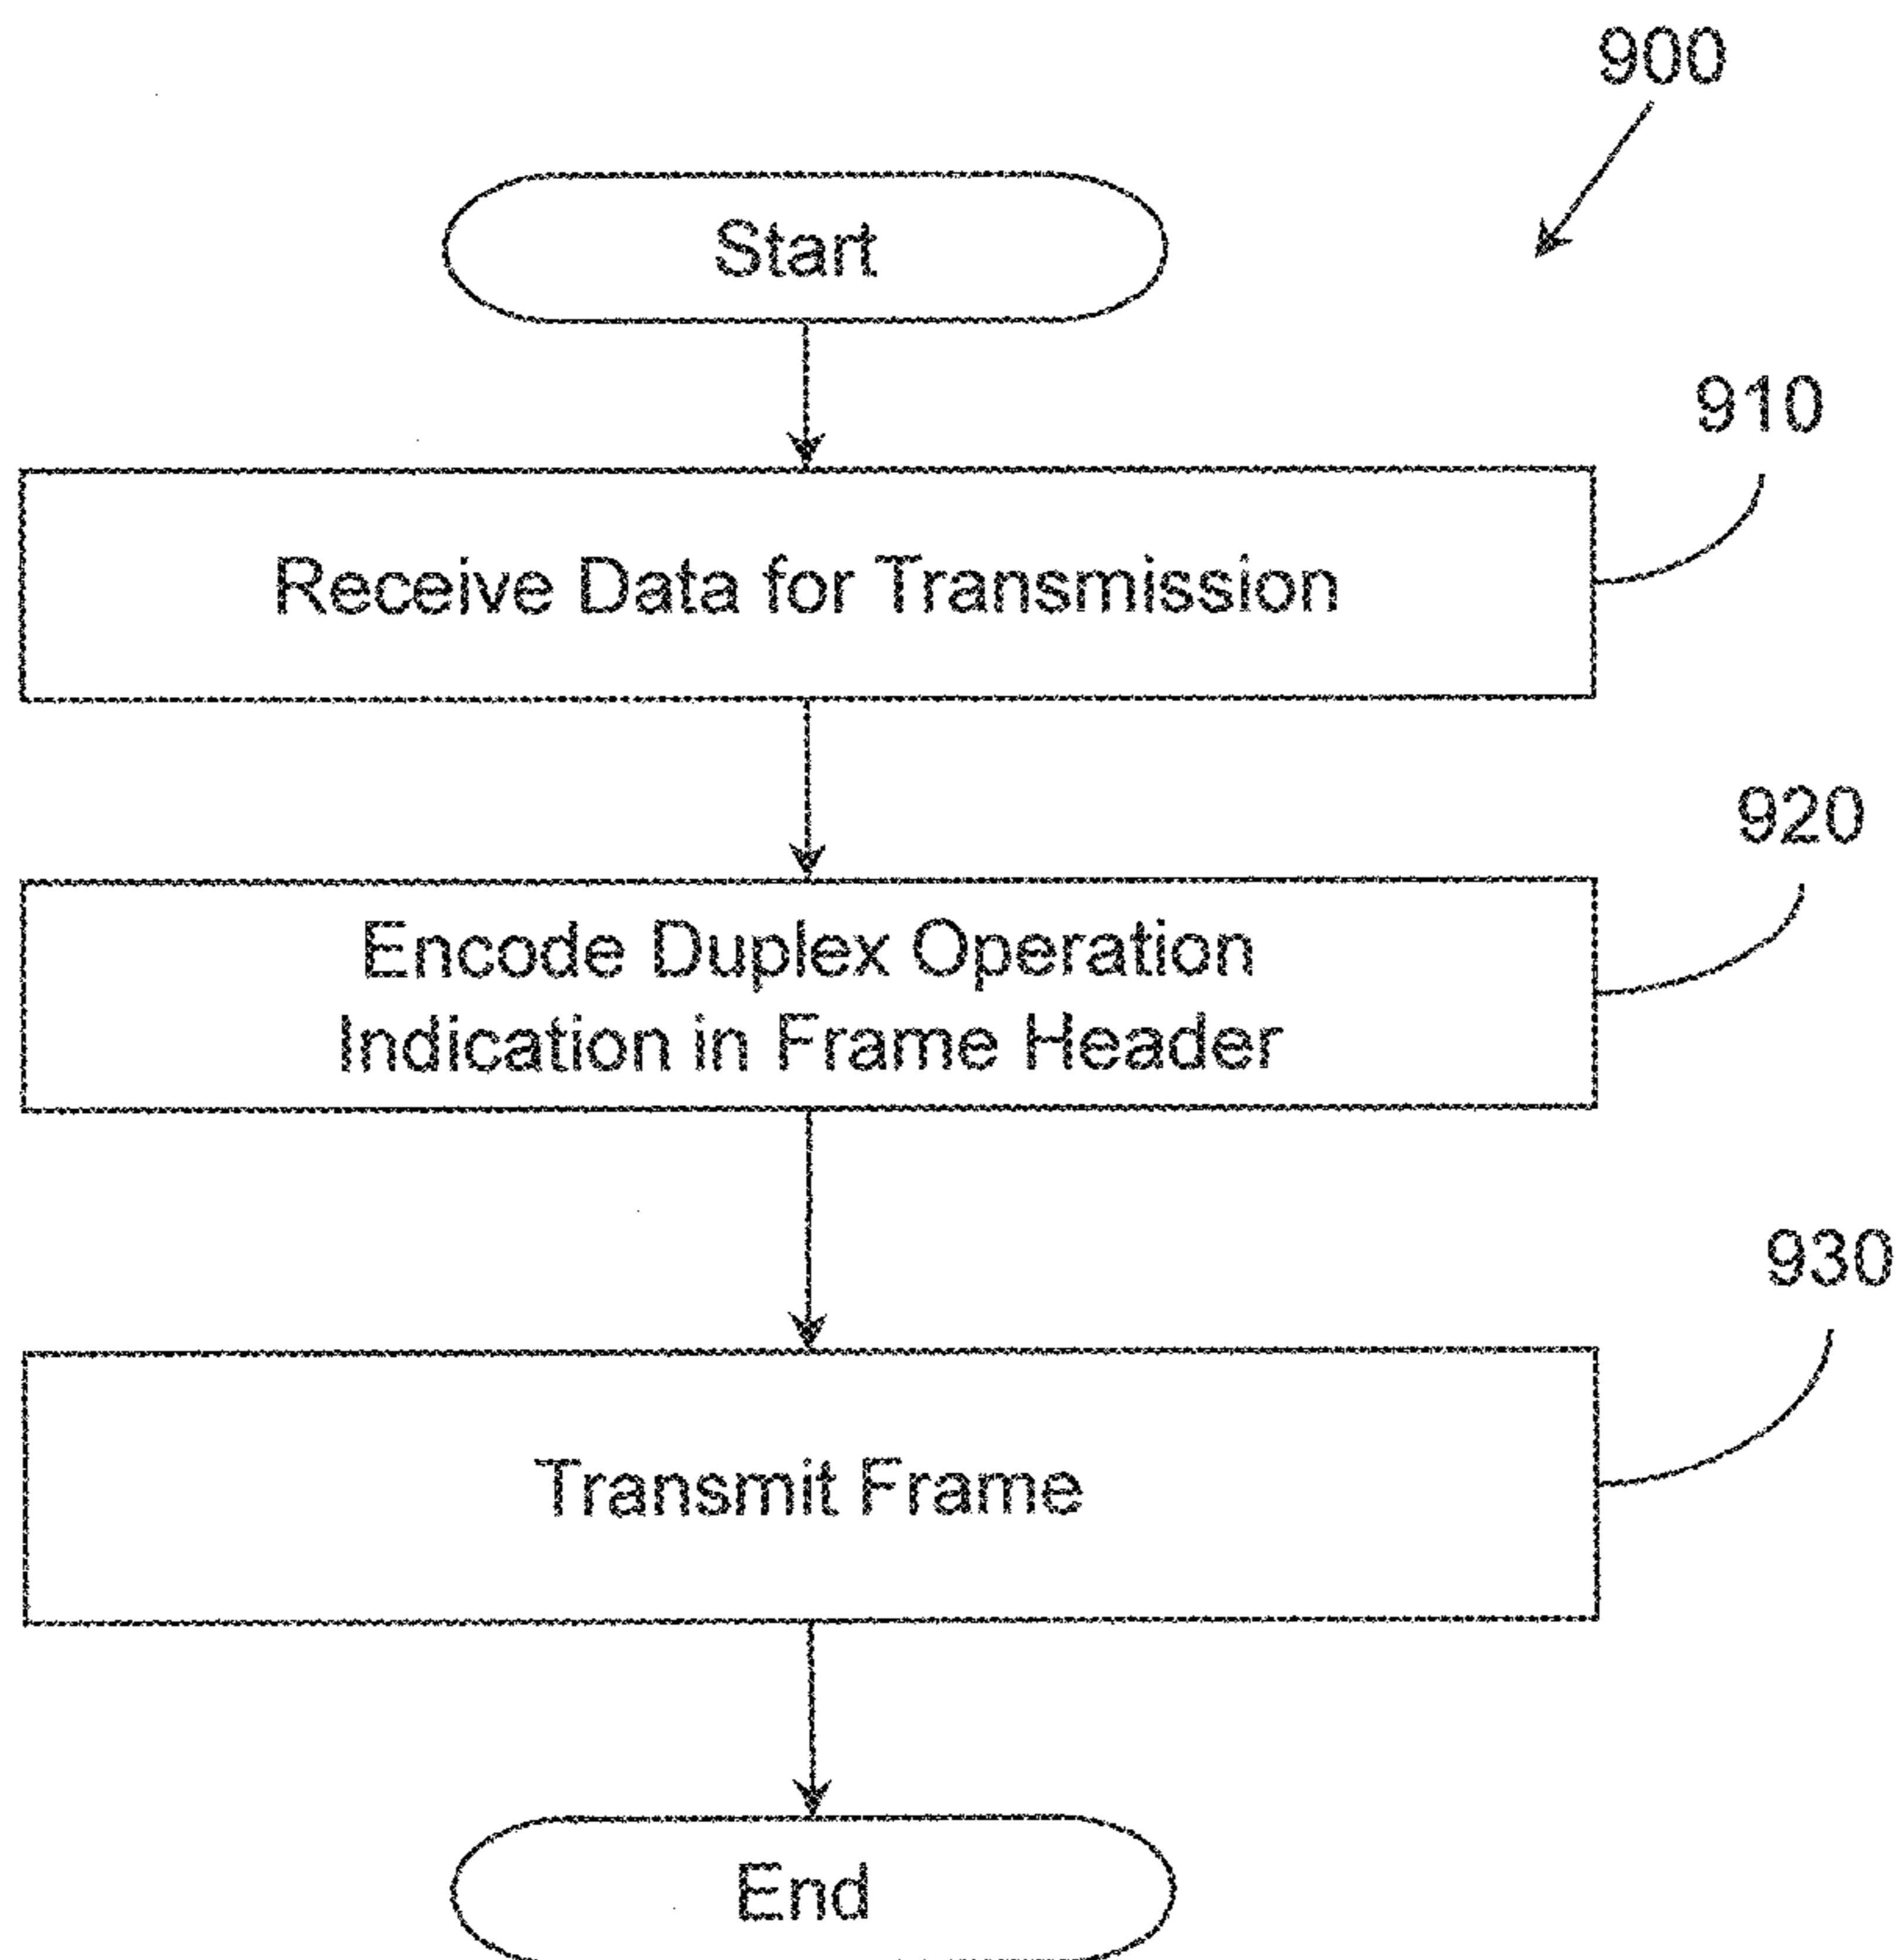 900
Start
910
Receive Data for Transmission
920
Encode Duplex Operation
Indication in Frame Header
930
Transmit Frame
End